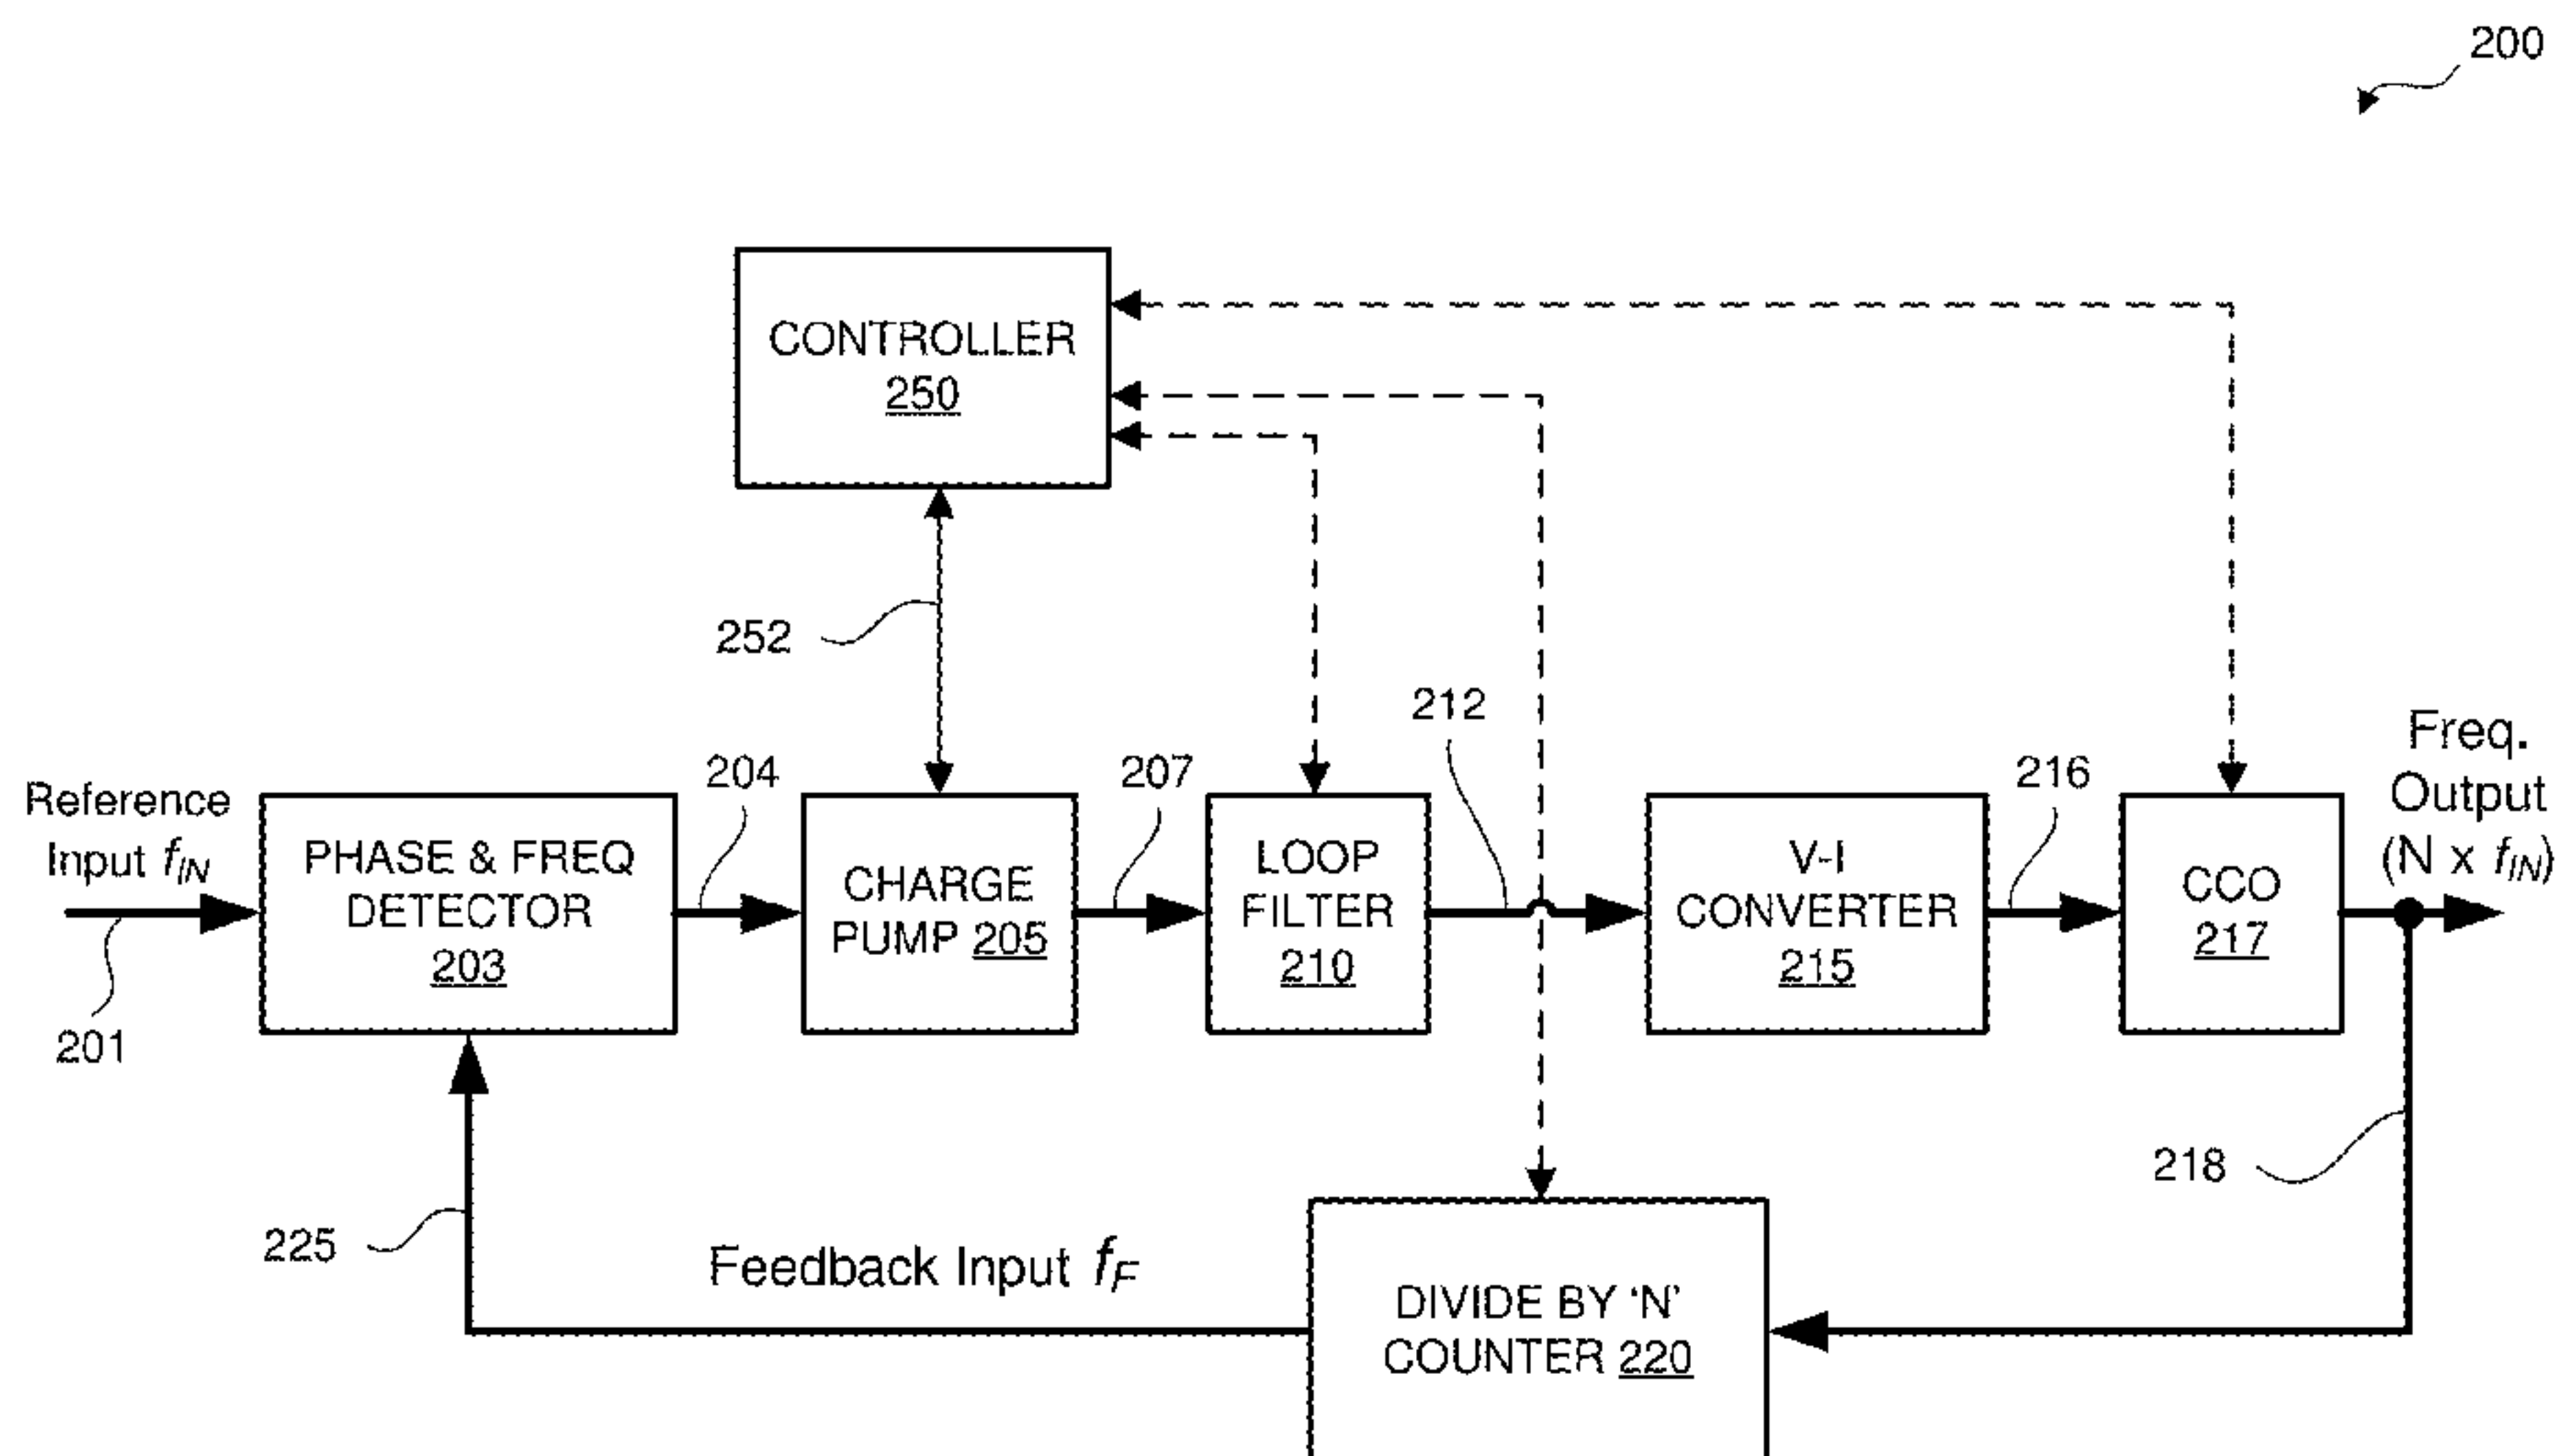 200
CONTROLLER
250
252
212
Freq.
Output
(N x fIN)
204
207
216
Reference
Input fIN
PHASE & FREQ
DETECTOR
203
CHARGE
PUMP 205
LOOP
FILTER
210
V-I
CONVERTER
215
CCO
217
201
218
225
Feedback Input fF
DIVIDE BY ‘N’
COUNTER 220